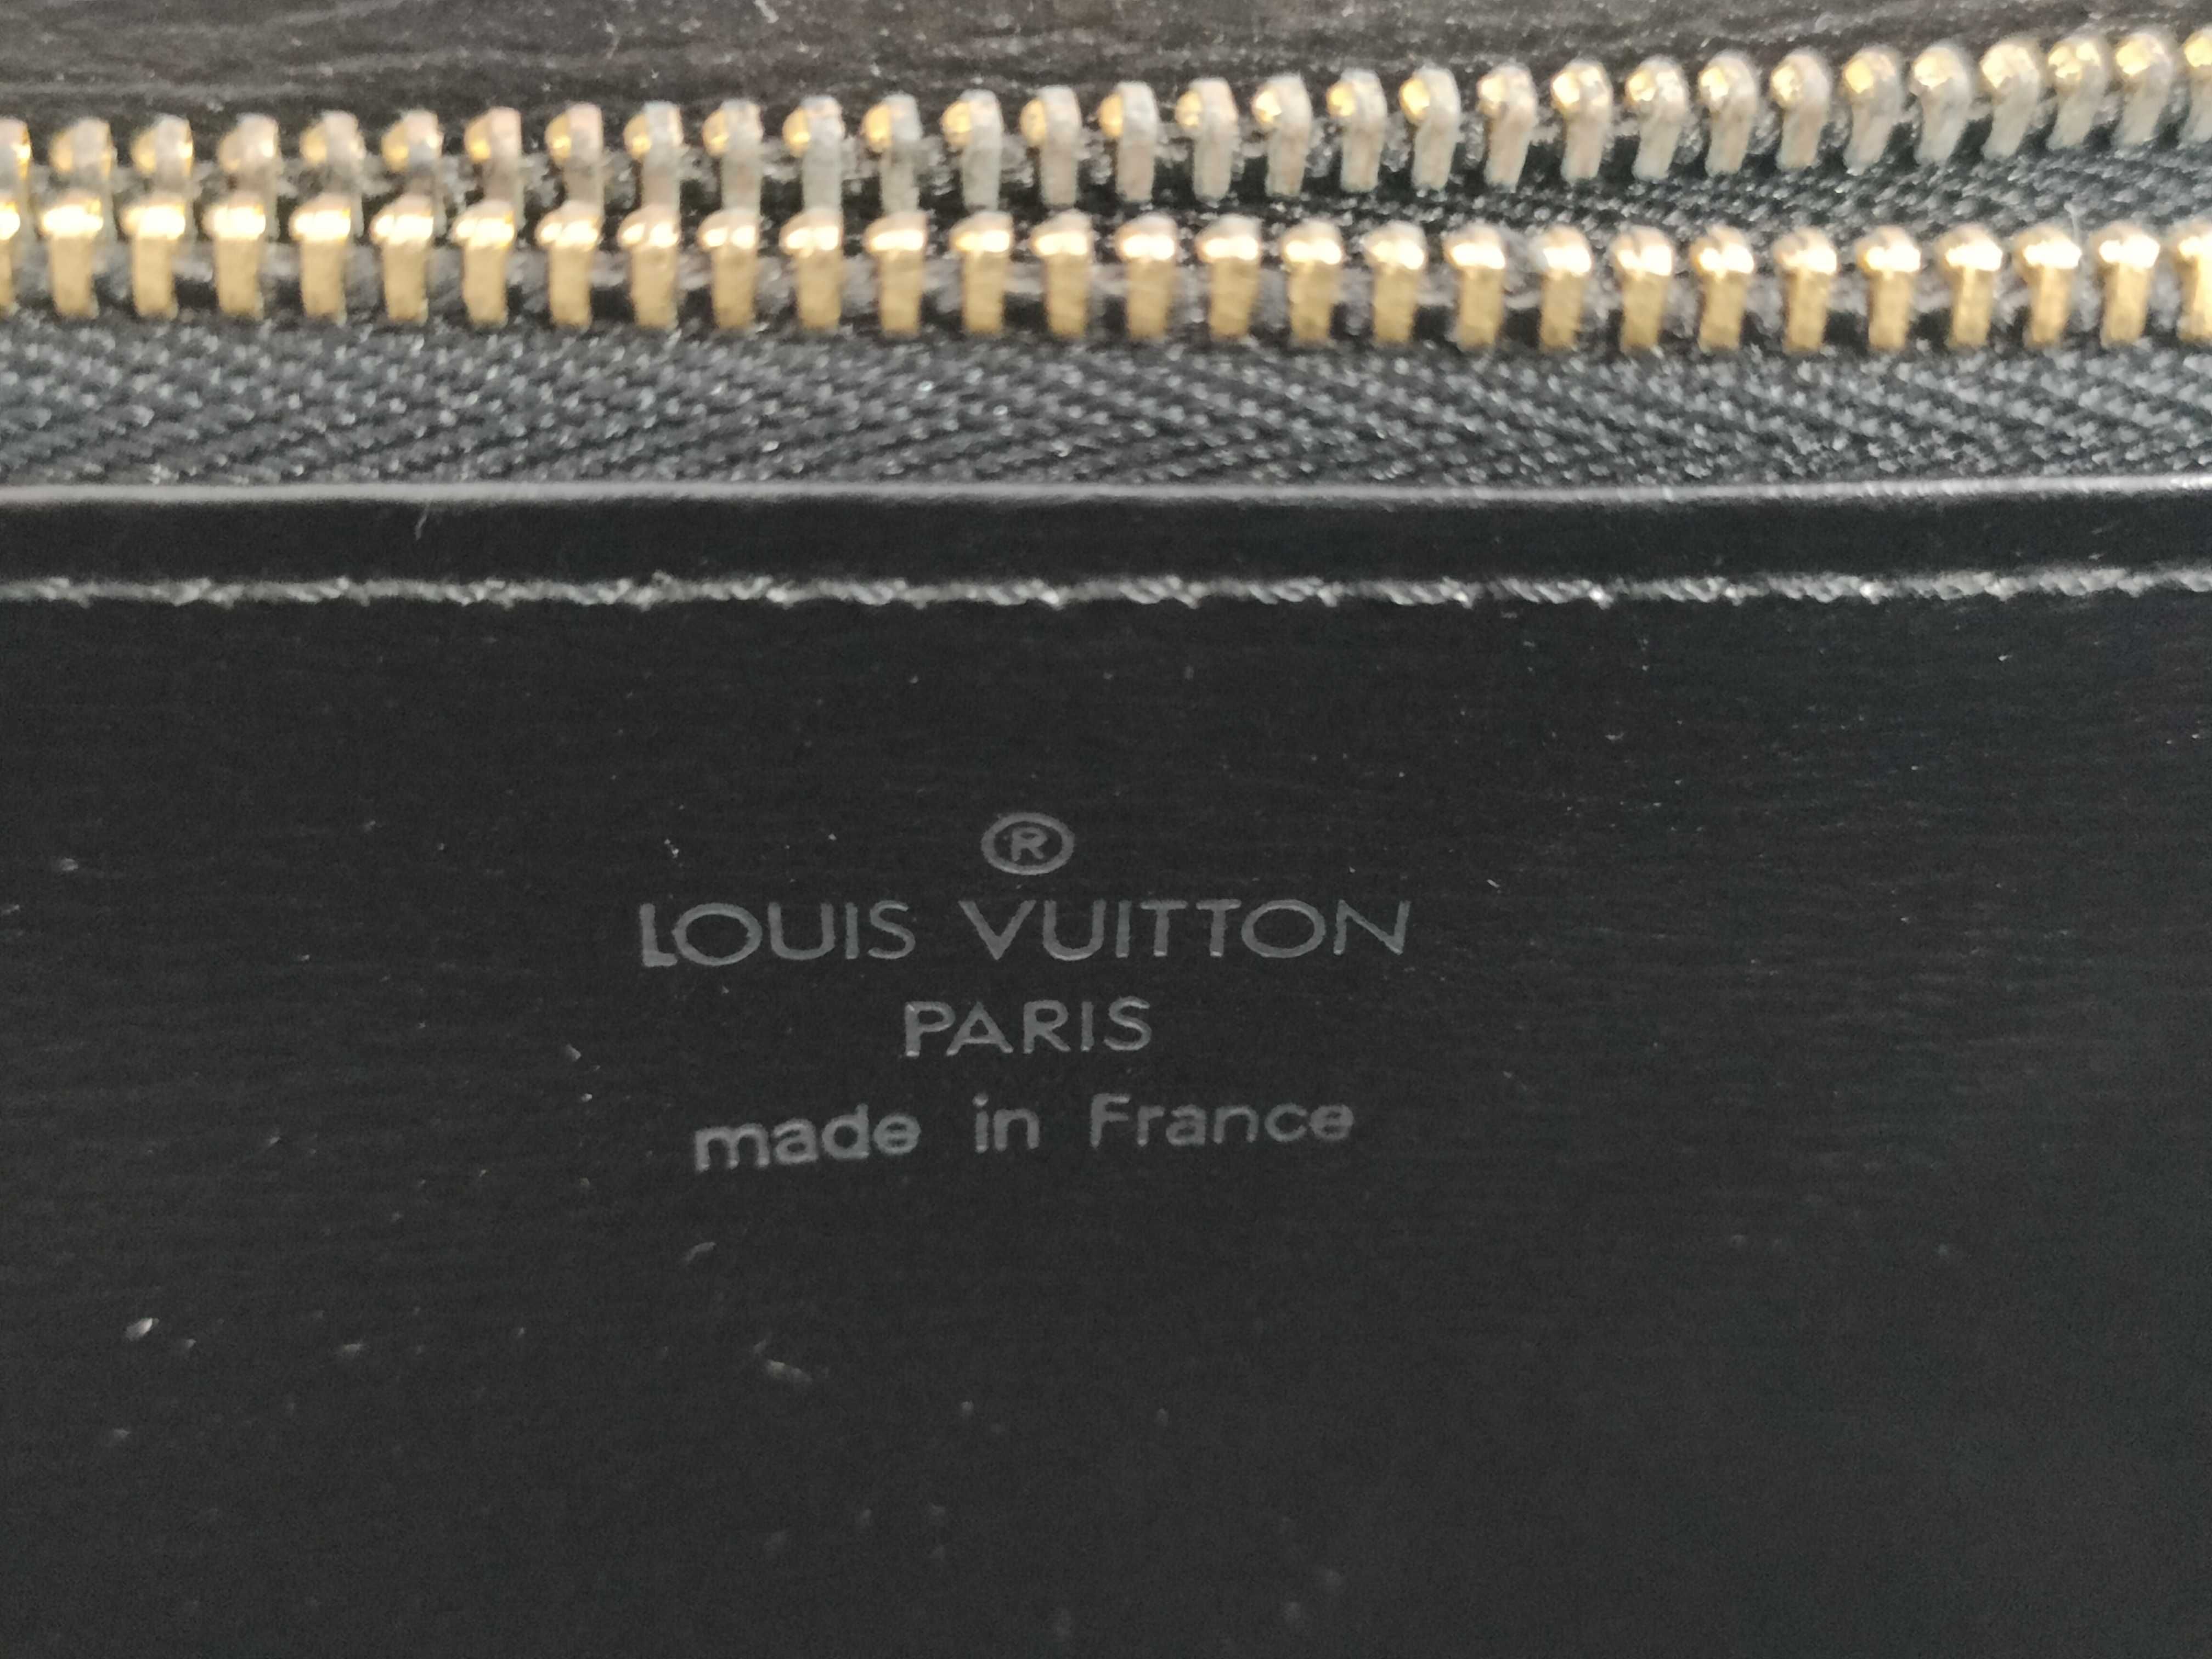 ®
LOUIS VUITTON
PARIS
made in France